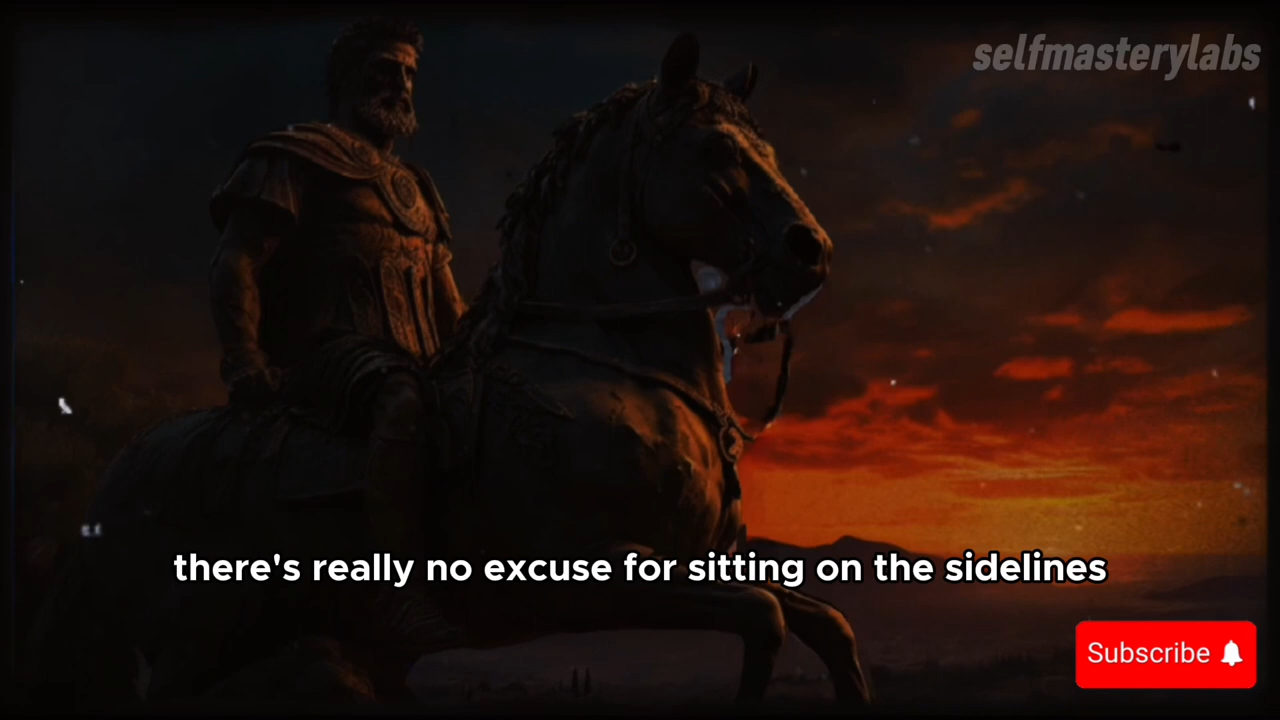 selfmasterylabs
there's really no excuse for sitting on the sidelines
Subscribe